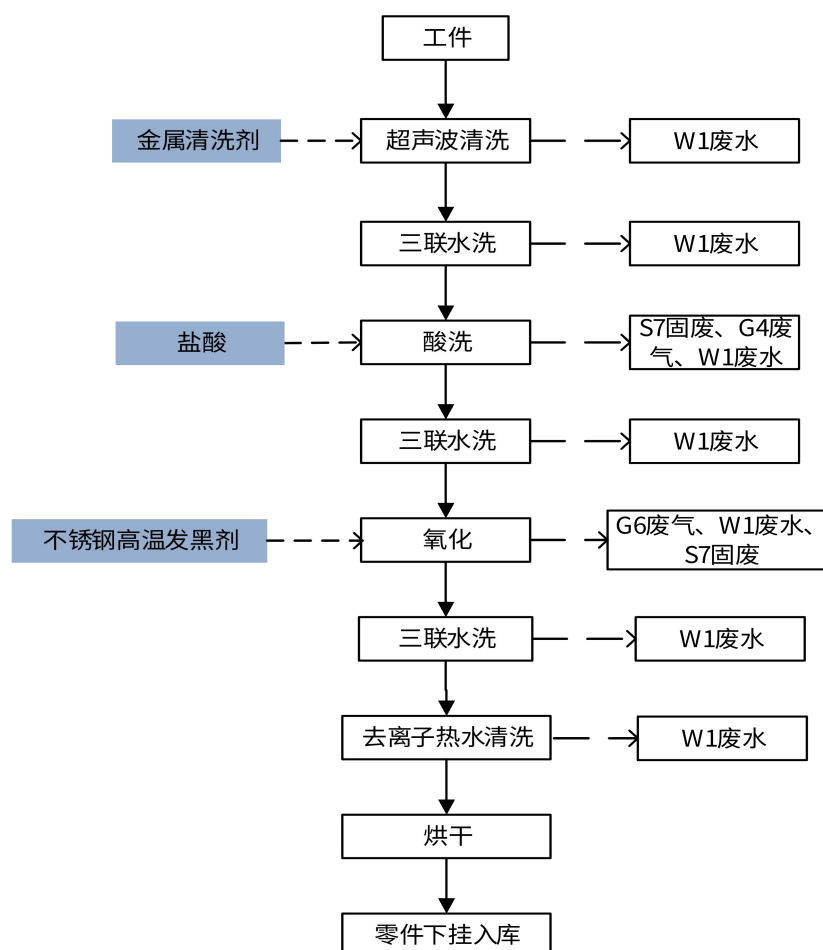 工件
金属清洗剂
超声波清洗
W1废水
三联水洗
W1废水
盐酸
酸洗
S7固废、G4废
气、W1废水
三联水洗
W1废水
不锈钢高温发黑剂
氧化
G6废气、W1废水、
S7固废
三联水洗
W1废水
去离子热水清洗
W1废水
烘干
零件下挂入库